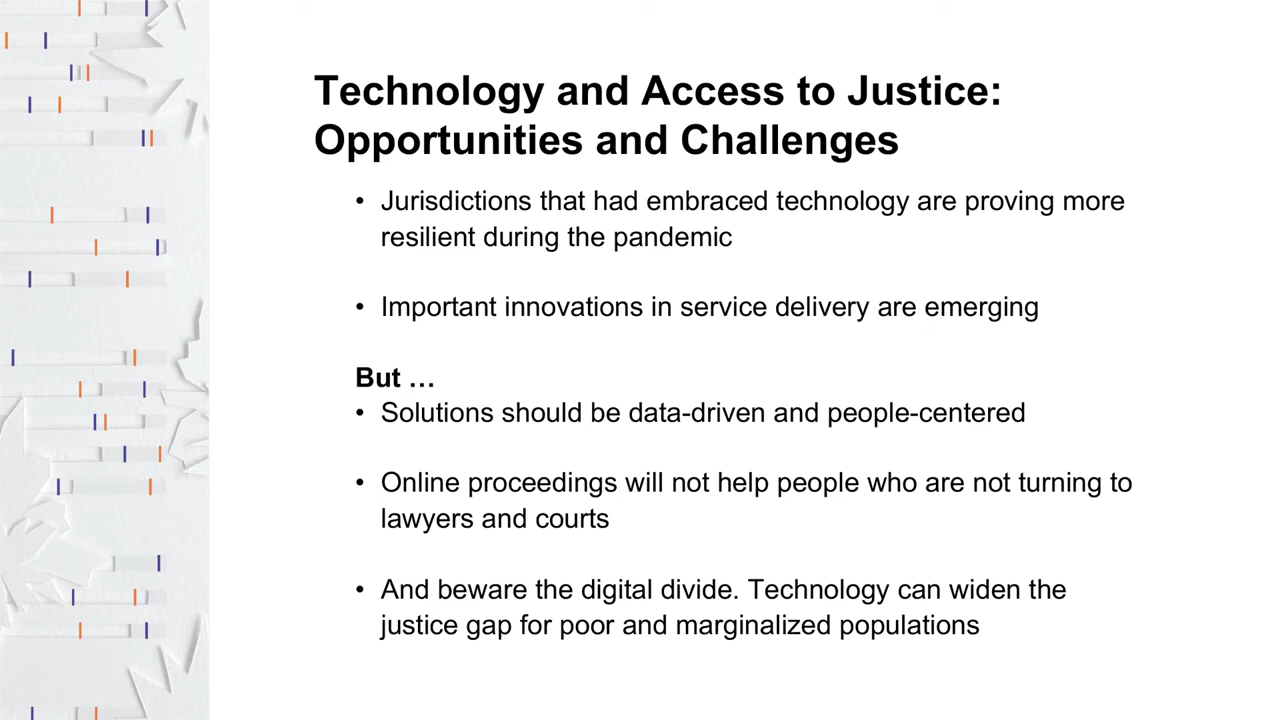 Technology and Access to Justice:
Opportunities and Challenges
• Jurisdictions that had embraced technology are proving more
resilient during the pandemic
• Important innovations in service delivery are emerging
But …
• Solutions should be data-driven and people-centered
• Online proceedings will not help people who are not turning to
lawyers and courts
• And beware the digital divide. Technology can widen the
justice gap for poor and marginalized populations